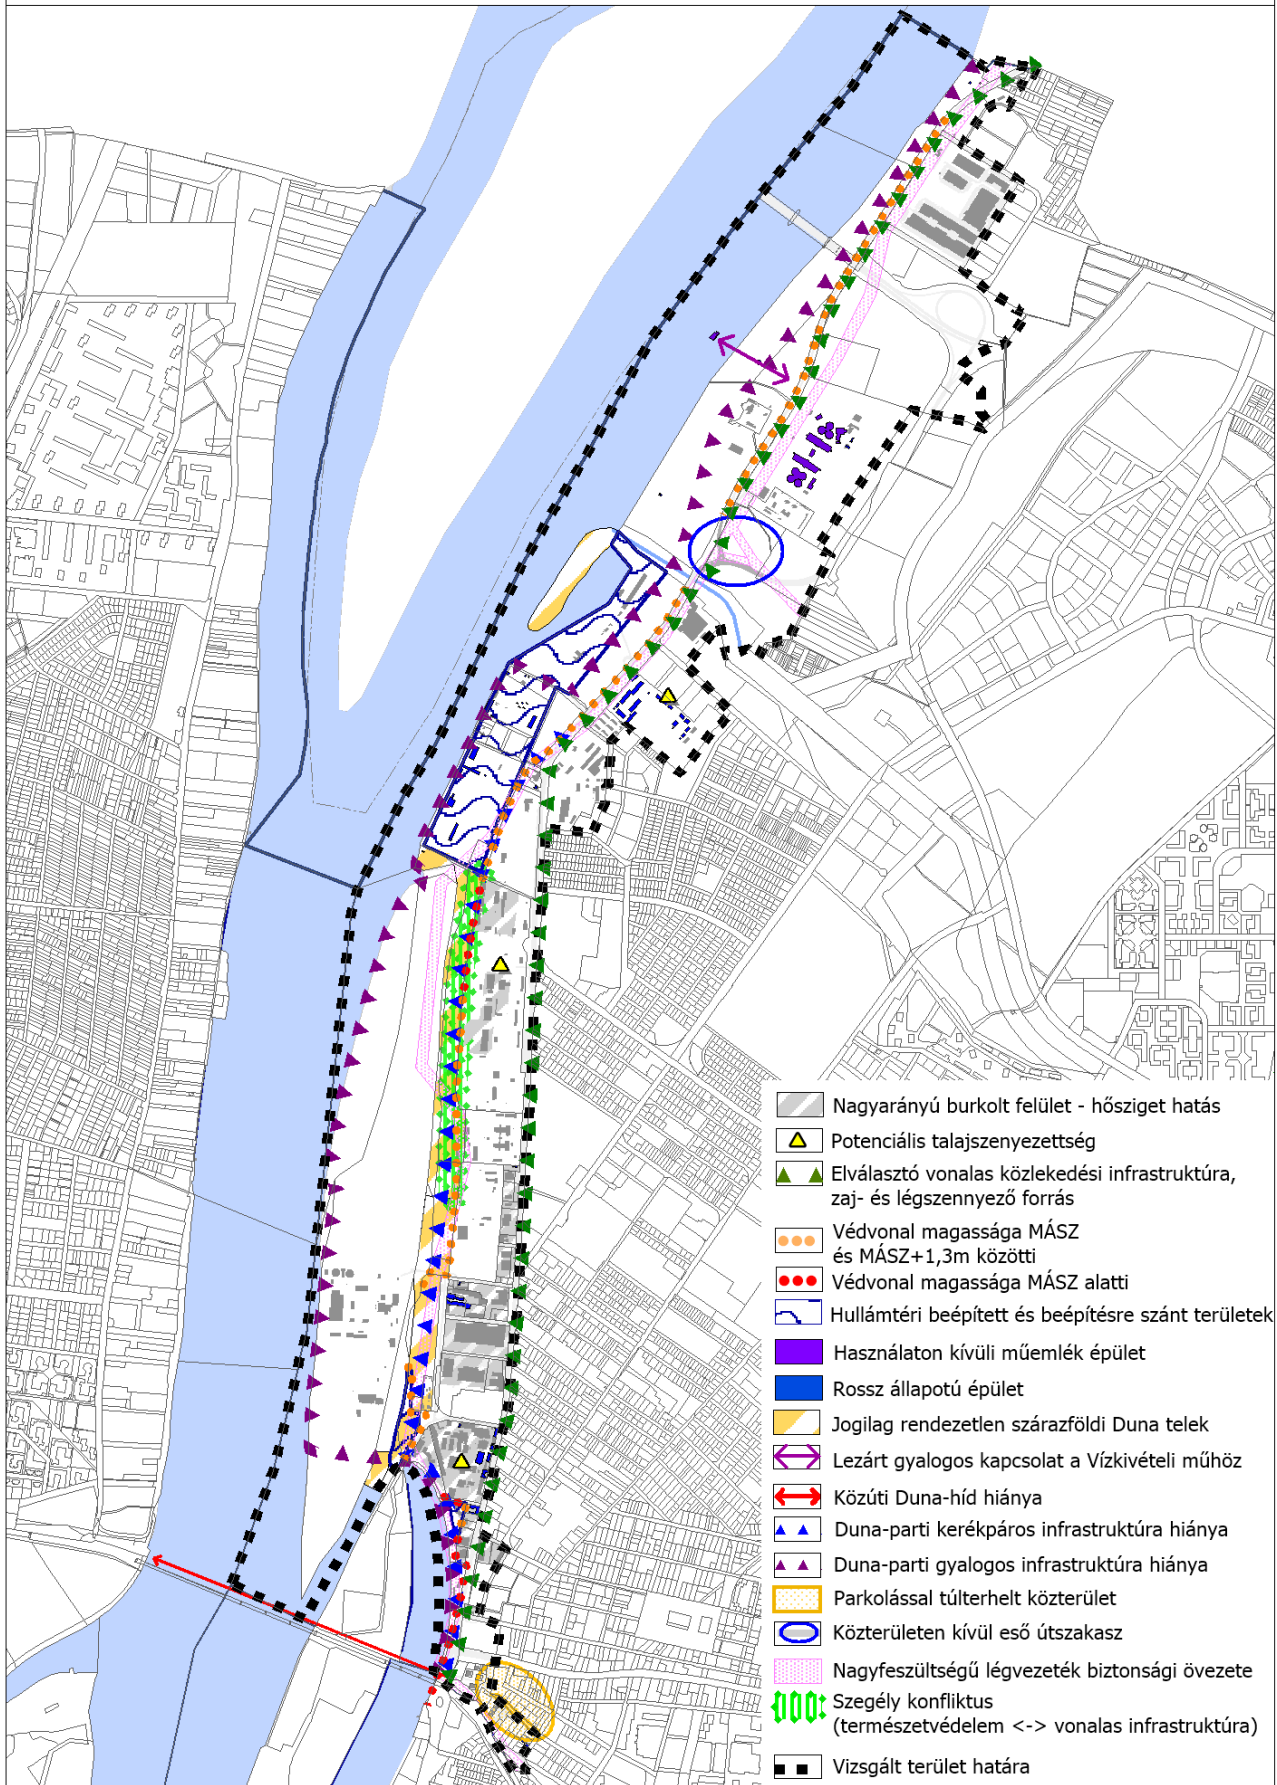 Nagyarányú burkolt felület - hősziget hatás
Potenciális talajszenyezettség
Elválasztó vonalas közlekedési infrastruktúra,
zaj- és légszennyező forrás
Védvonal magassága MÁSZ
és MÁSZ+1,3m közötti
Védvonal magassága MÁSZ alatti
Hullámtéri beépített és beépítésre szánt területek
Használaton kívüli műemlék épület
Rossz állapotú épület
Jogilag rendezetlen szárazföldi Duna telek
Lezárt gyalogos kapcsolat a Vízkivételi műhöz
Közúti Duna-híd hiánya
Duna-parti kerékpáros infrastruktúra hiánya
Duna-parti gyalogos infrastruktúra hiánya
Parkolással túlterhelt közterület
Közterületen kívül eső útszakasz
Nagyfeszültségű légvezeték biztonsági övezete
Szegély konfliktus
(természetvédelem <-> vonalas infrastruktúra)
Vizsgált terület határa